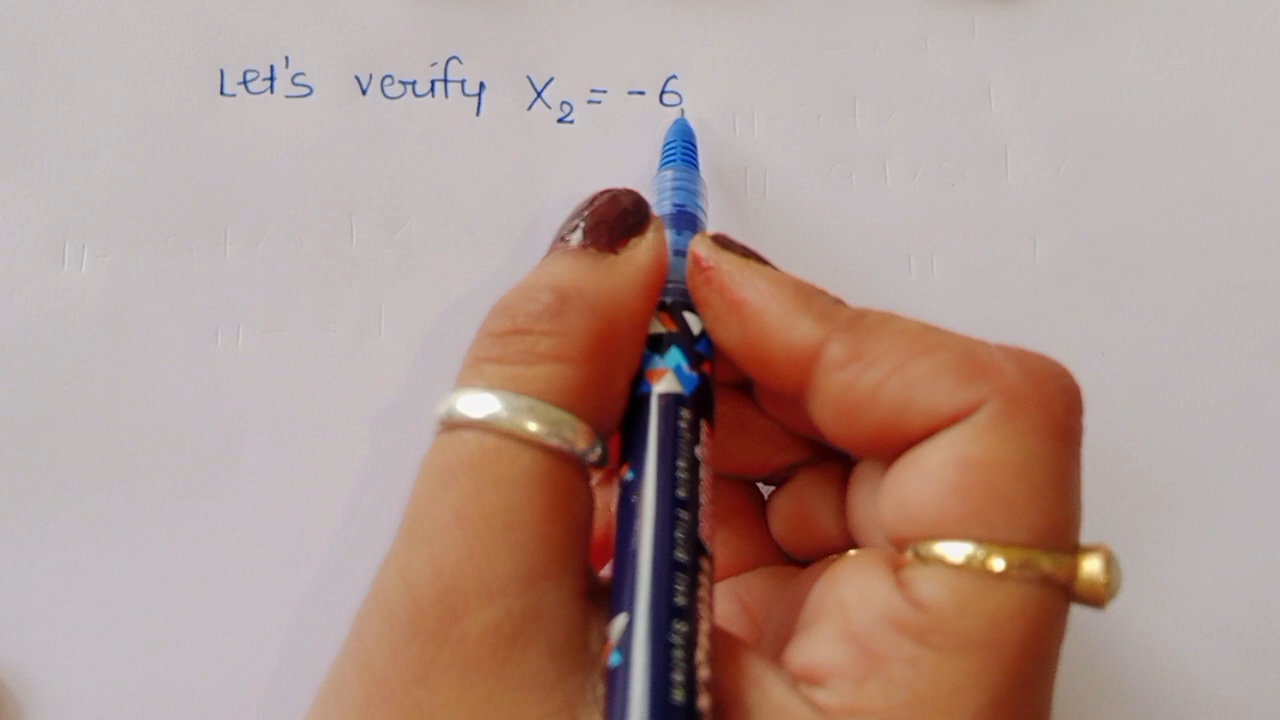 Let's verify X₂ = -6